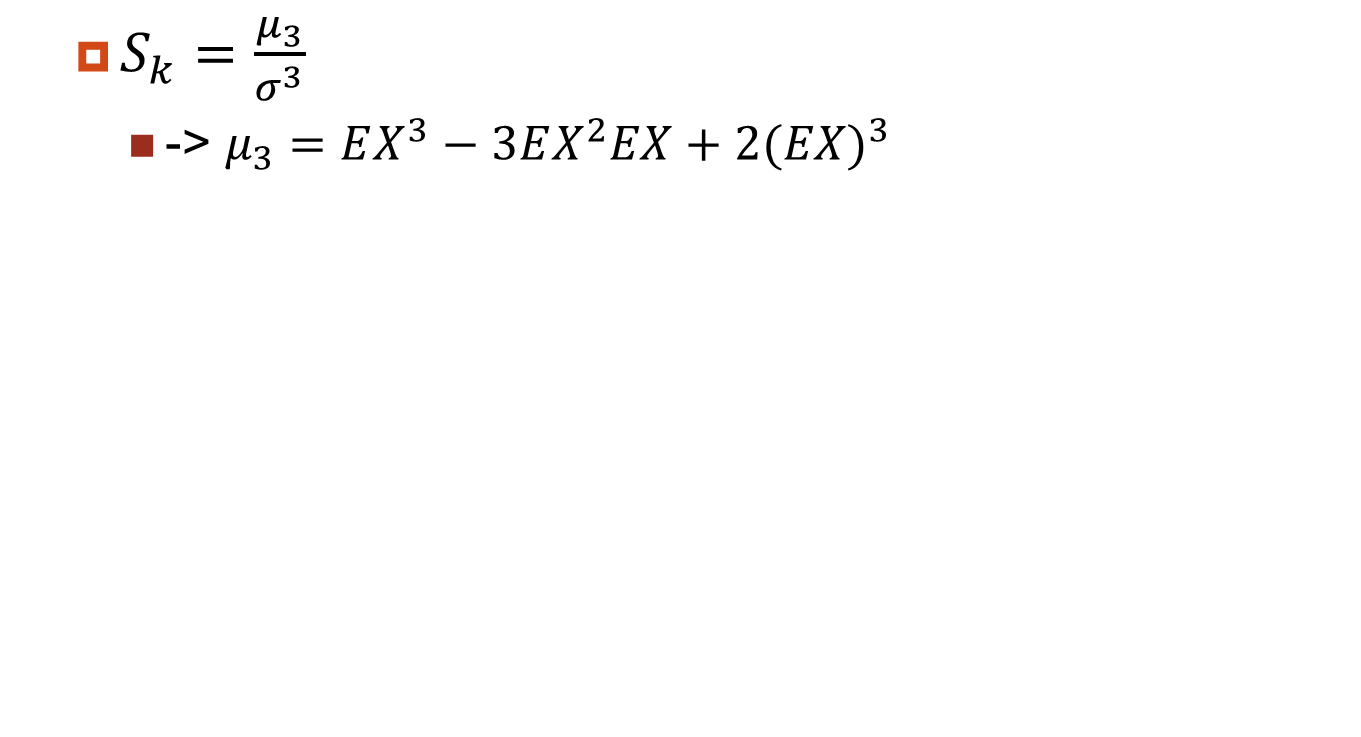 S_k = μ_3/σ^3
-> μ_3 = EX^3 − 3EX^2EX + 2(EX)^3